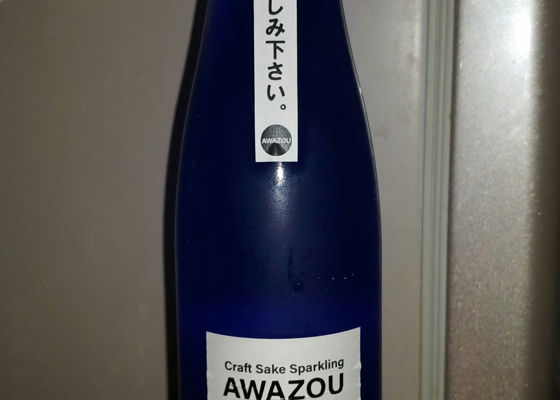 しみ下さい。
AWAZOU
Craft Sake Sparkling
AWAZOU